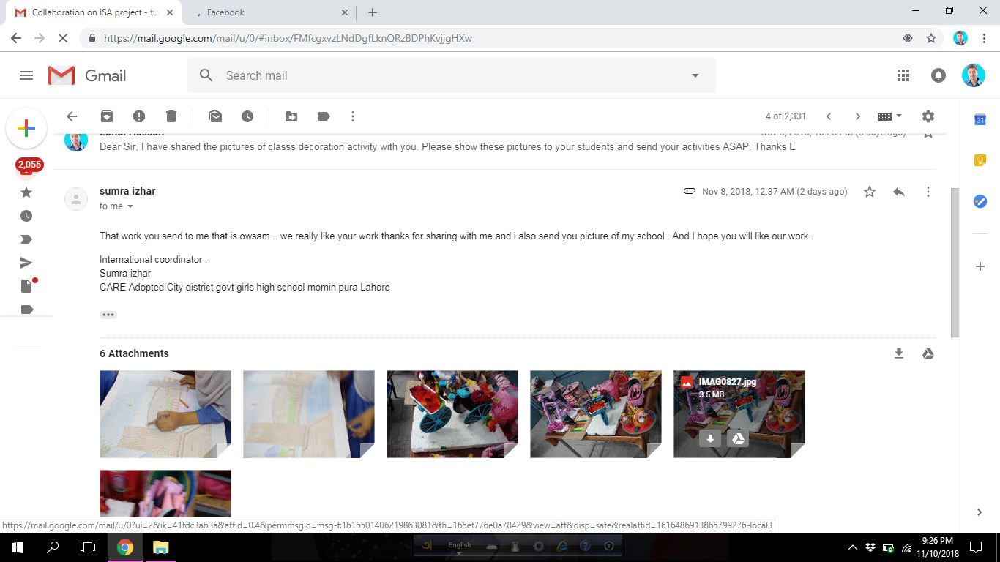 Collaboration on ISA project - tus
Facebook
https://mail.google.com/mail/u/0/#inbox/FMfcgxvzLNdDgfLknQRzBDPhKvjjgHXw
Gmail
Search mail
4 of 2,331
31
2,055
Dear Sir, I have shared the pictures of classs decoration activity with you. Please show these pictures to your students and send your activities ASAP. Thanks E
sumra izhar
Nov 8, 2018, 12:37 AM (2 days ago)
to me
That work you send to me that is owsam .. we really like your work thanks for sharing with me and i also send you picture of my school . And I hope you will like our work .
International coordinator :
Sumra izhar
CARE Adopted City district govt girls high school momin pura Lahore
6 Attachments
IMAG0827.jpg
3.5 MB
https://mail.google.com/mail/u/0?ui=2&ik=41fdc3ab3a&attid=0.4&permmsgid=msg-f:1616501406219863081&th=166ef776e0a78429&view=att&disp=safe&realattid=1616486913865799276-local3
English
9:26 PM
11/10/2018